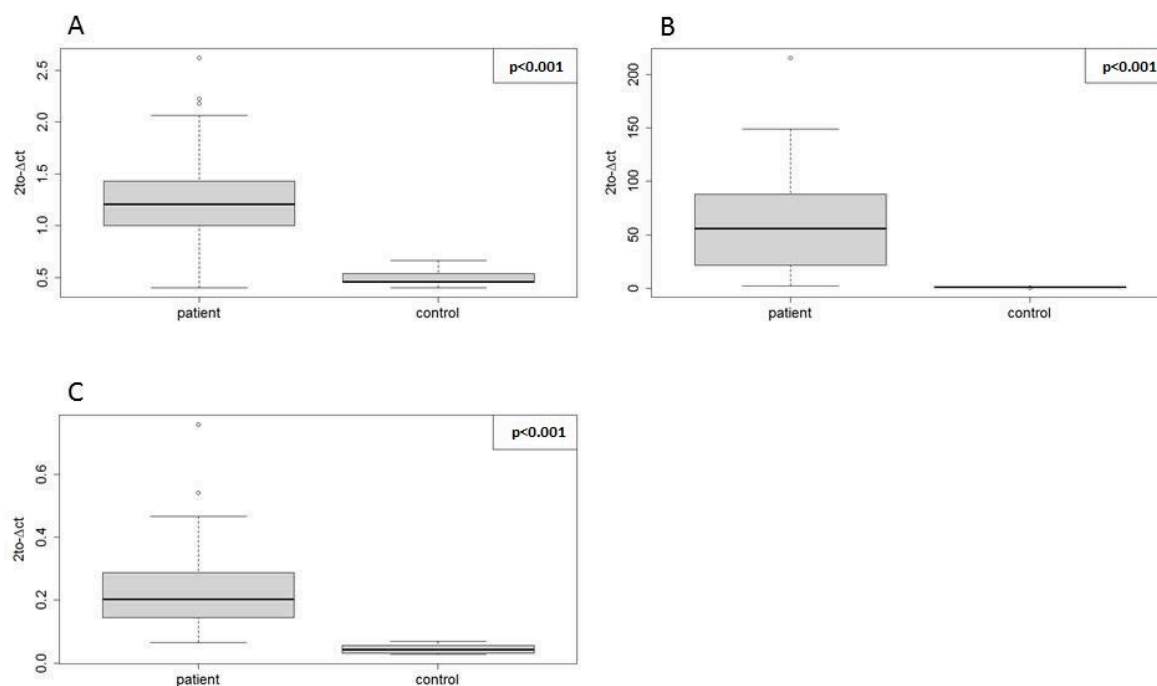 A
p<0.001
2to-Δct
2.5
2.0
1.5
1.0
0.5
patient control
B
p<0.001
2to-Δct
200
150
100
50
0
patient control
C
p<0.001
2to-Δct
0.6
0.4
0.2
0.0
patient control